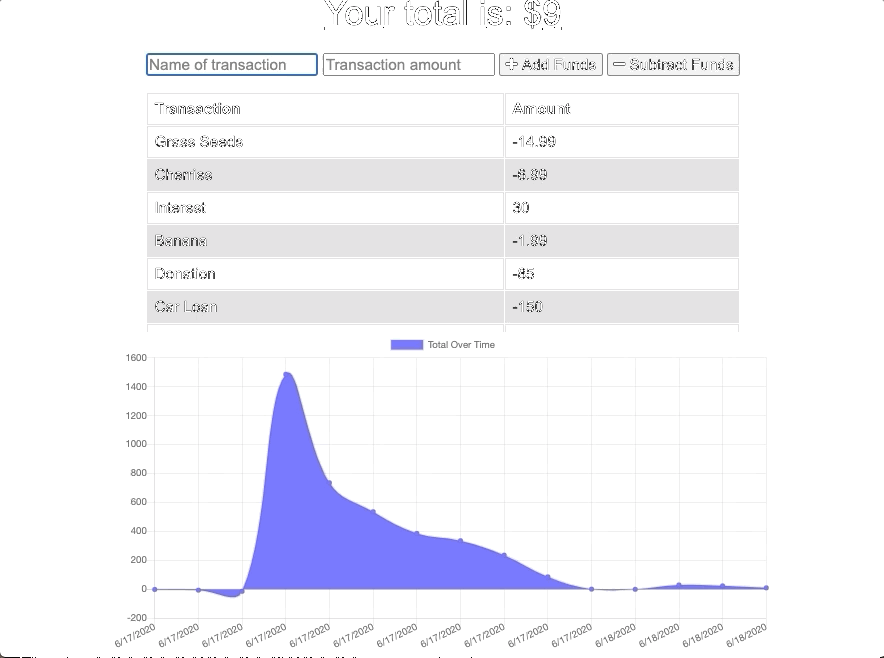 Your total is: $9
Name of transaction Transaction amount Add Funds Subtract Funds
Transaction Amount
Grass Seeds -14.99
Cherries -8.99
Interest 30
Banana -1.99
Donation -85
Car Loan -150
Total Over Time
1600
1400
1200
1000
800
600
400
200
0
-200
6/17/2020 6/17/2020 6/17/2020 6/17/2020 6/17/2020 6/17/2020 6/17/2020 6/17/2020 6/17/2020 6/17/2020 6/17/2020 6/18/2020 6/18/2020 6/18/2020 6/18/2020